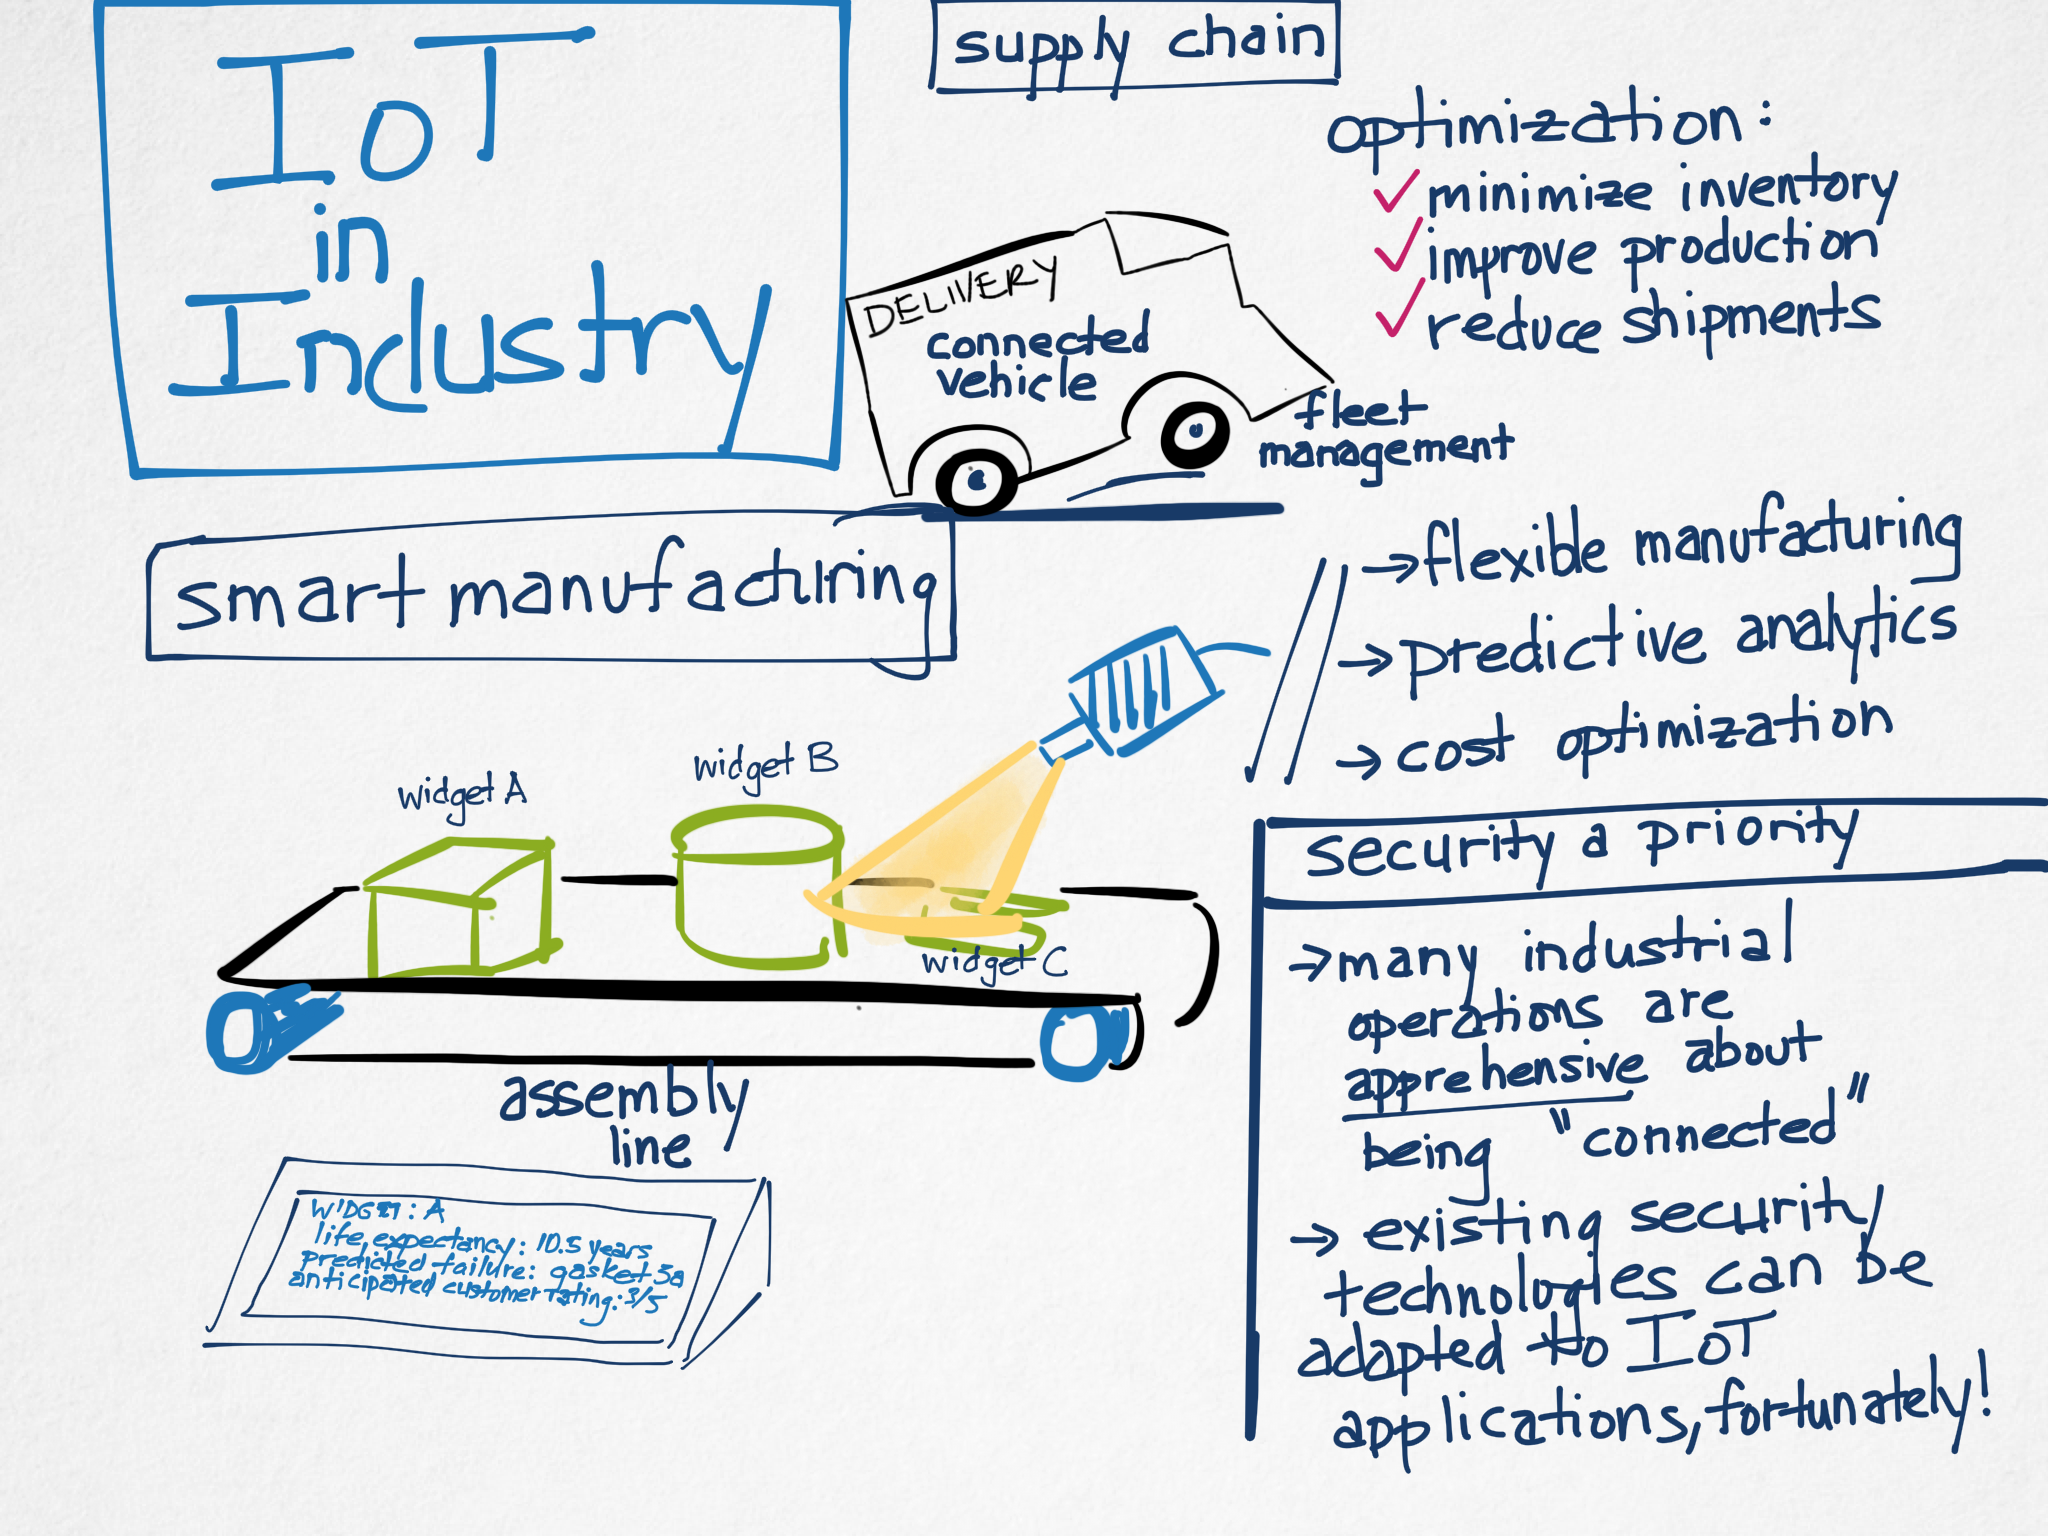 IoT
in
Industry
supply chain
optimization:
✓ minimize inventory
✓ improve production
✓ reduce shipments
DELIVERY
connected
vehicle
fleet
management
smart manufacturing
→ flexible manufacturing
→ predictive analytics
→ cost optimization
widget A
widget B
widget C
assembly
line
WIDGET: A
life expectancy: 10.5 years
predicted failure: gasket 3a
anticipated customer rating: 3/5
security a priority
→ many industrial
operations are
apprehensive about
being "connected"
→ existing security
technologies can be
adapted to IoT
applications, fortunately!